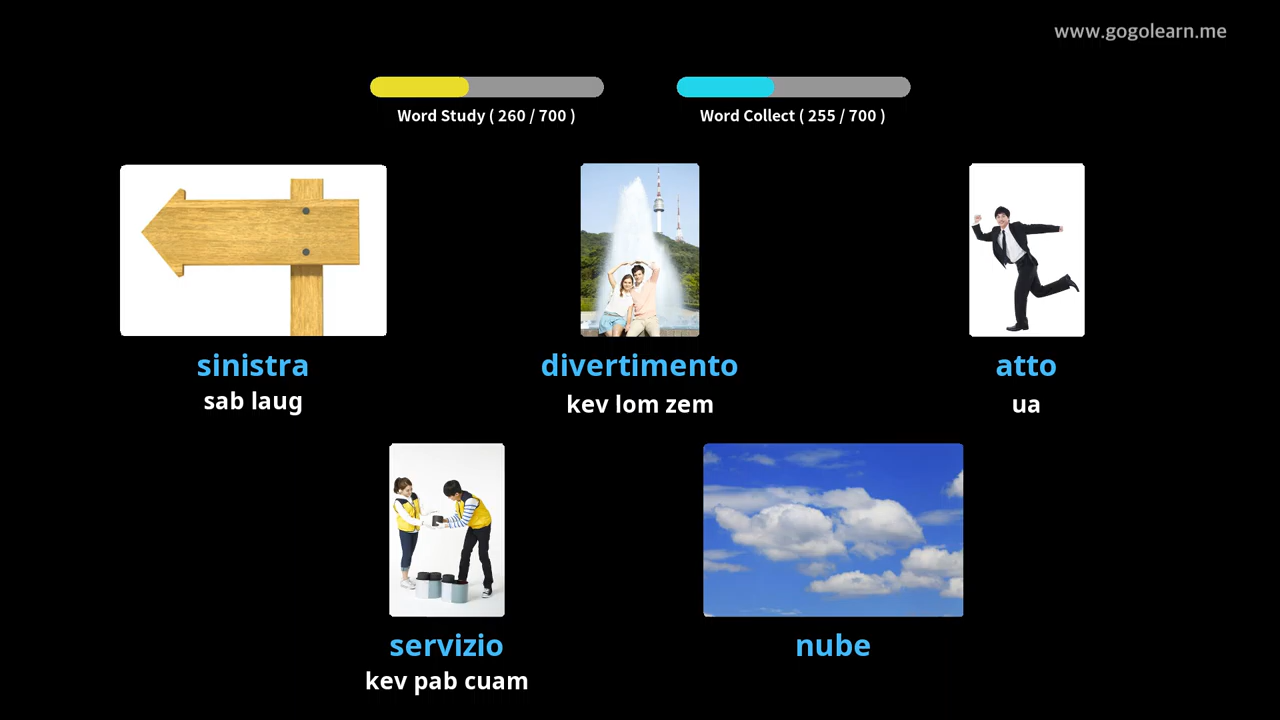 www.gogolearn.me
Word Study ( 260 / 700 )
Word Collect ( 255 / 700 )
sinistra
sab laug
divertimento
kev lom zem
atto
ua
servizio
kev pab cuam
nube